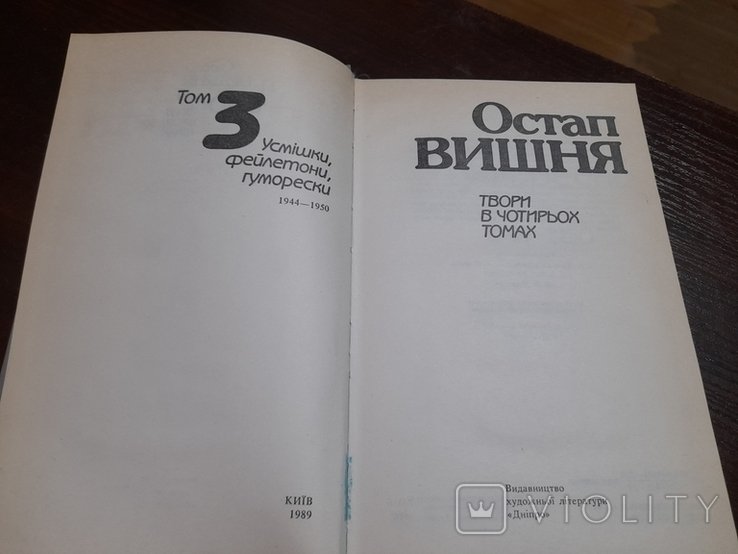 Том 3
Усмішки,
фейлетони,
гуморески
1944—1950
КИЇВ
1989
Остап
ВИШНЯ
ТВОРИ
В ЧОТИРЬОХ
ТОМАХ
Видавництво
художньої літератури
«Дніпро»
VIOLITY